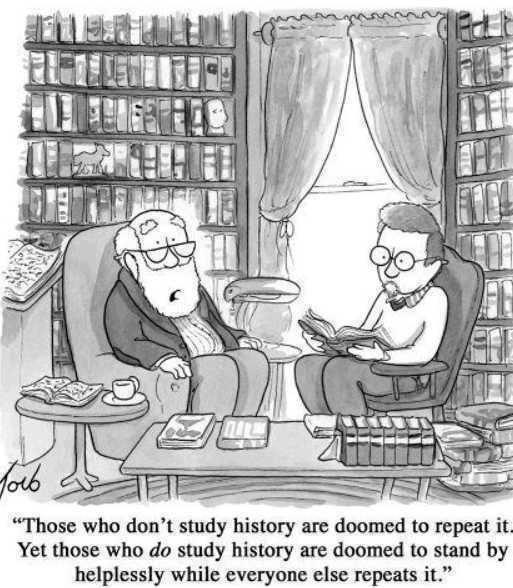 Toro
“Those who don’t study history are doomed to repeat it.
Yet those who do study history are doomed to stand by
helplessly while everyone else repeats it.”